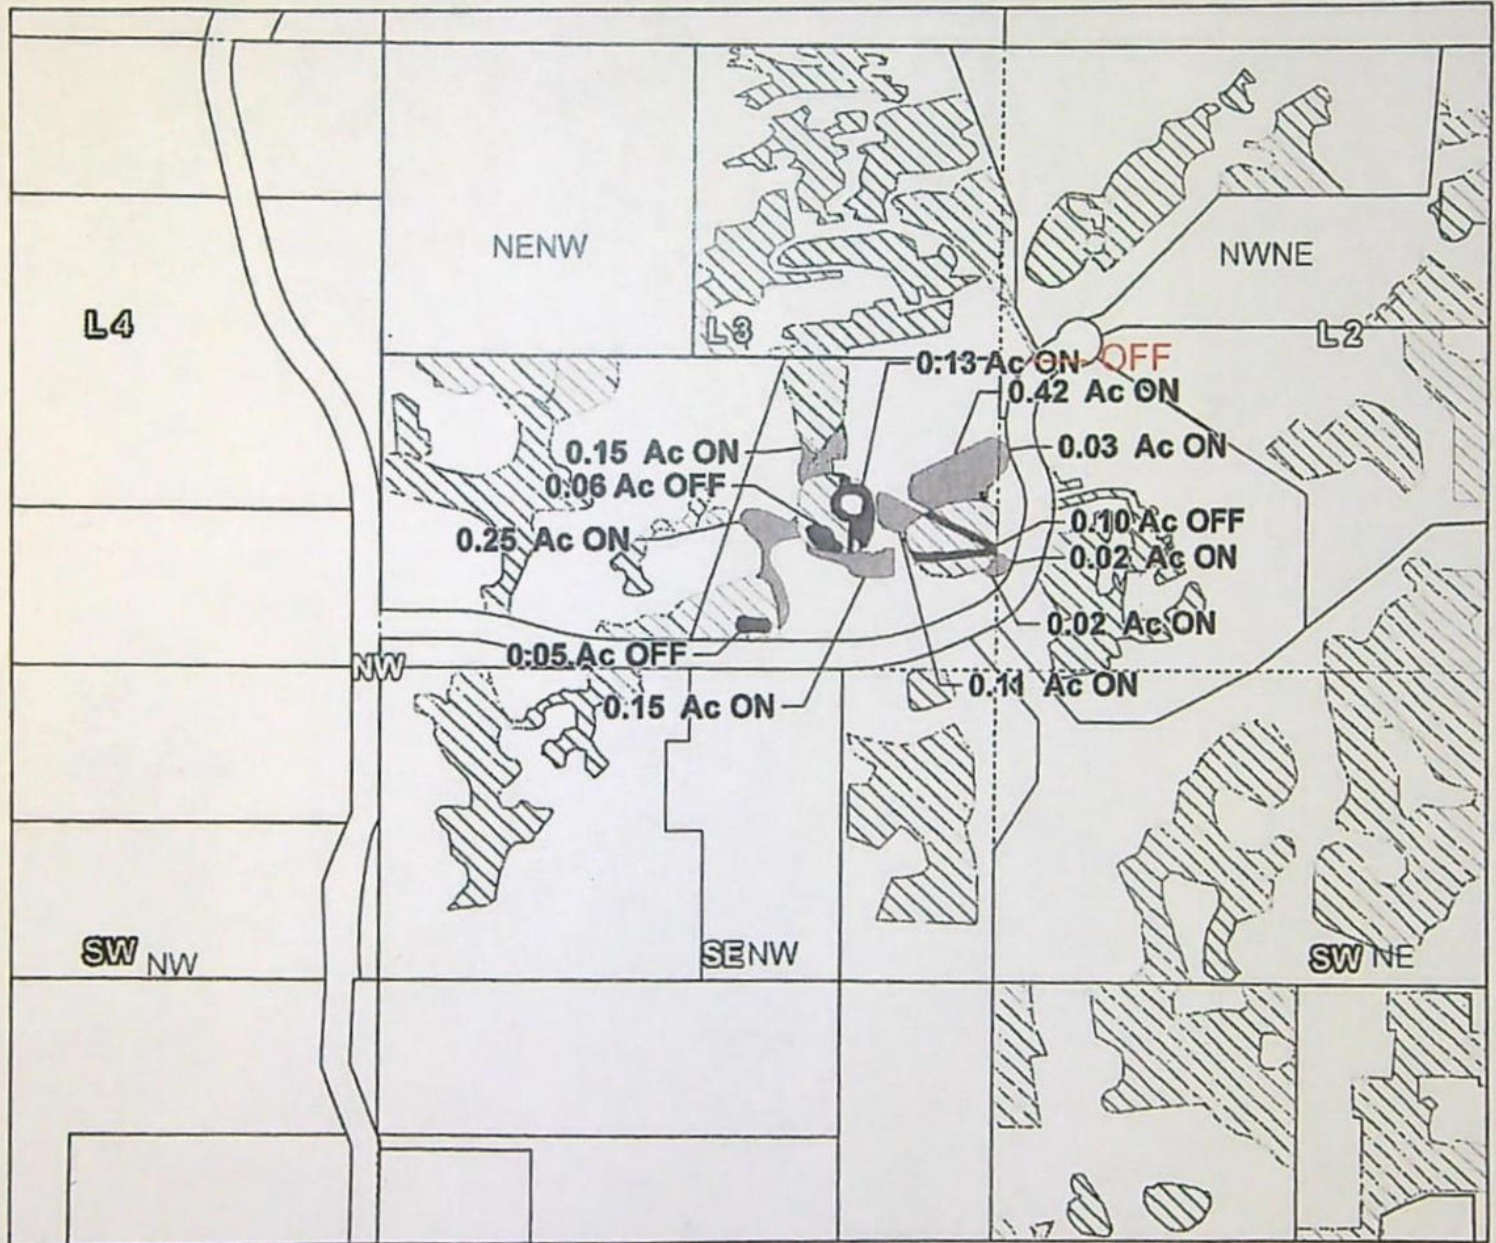 NENW
NWNE
L4
L3
L2
0.13 Ac ON OFF
0.42 Ac ON
0.15 Ac ON
0.03 Ac ON
0.06 Ac OFF
0.10 Ac OFF
0.25 Ac ON
0.02 Ac ON
0.02 Ac ON
0.05 Ac OFF
NW
0.11 Ac ON
0.15 Ac ON
SW NW
SENW
SW NE